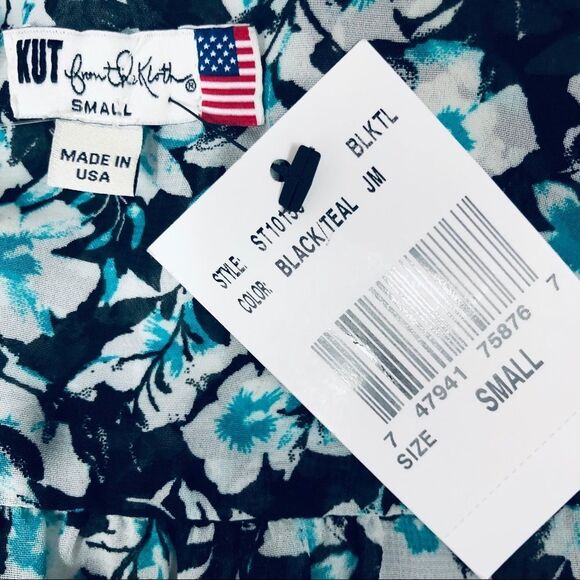 KUT from the Kloth®
SMALL
MADE IN
USA
STYLE: BLKTL
COLOR: BLACK/TEAL JM
7 47941 75876 7
SIZE SMALL